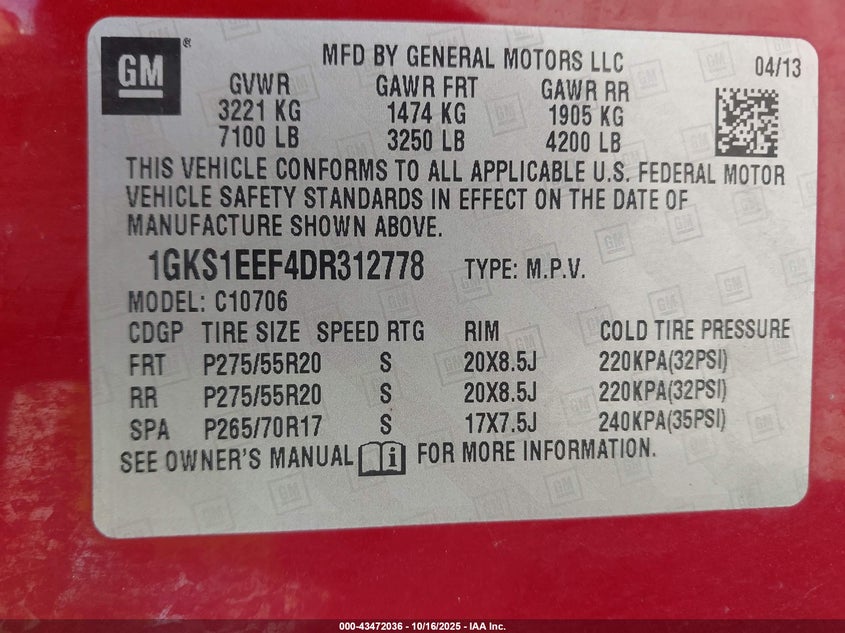 GM ®
MFD BY GENERAL MOTORS LLC
04/13
GVWR GAWR FRT GAWR RR
3221 KG 1474 KG 1905 KG
7100 LB 3250 LB 4200 LB
THIS VEHICLE CONFORMS TO ALL APPLICABLE U.S. FEDERAL MOTOR
VEHICLE SAFETY STANDARDS IN EFFECT ON THE DATE OF
MANUFACTURE SHOWN ABOVE.
1GKS1EEF4DR312778 TYPE: M.P.V.
MODEL: C10706
CDGP TIRE SIZE SPEED RTG RIM COLD TIRE PRESSURE
FRT P275/55R20 S 20X8.5J 220KPA(32PSI)
RR P275/55R20 S 20X8.5J 220KPA(32PSI)
SPA P265/70R17 S 17X7.5J 240KPA(35PSI)
SEE OWNER'S MANUAL FOR MORE INFORMATION.
000-43472036 - 10/16/2025 - IAA Inc.